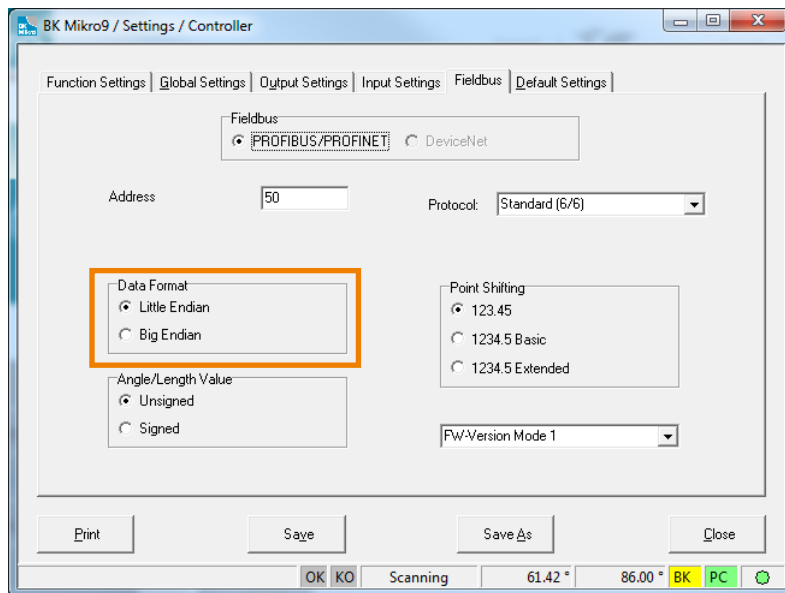 BK Mikro9 / Settings / Controller
Function Settings Global Settings Output Settings Input Settings Fieldbus Default Settings
Fieldbus
PROFIBUS/PROFINET DeviceNet
Address 50 Protocol: Standard (6/6)
Data Format Point Shifting
Little Endian 123.45
Big Endian 1234.5 Basic
1234.5 Extended
Angle/Length Value
Unsigned
Signed FW-Version Mode 1
Print Save Save As Close
OK KO Scanning 61.42 ° 86.00 ° BK PC